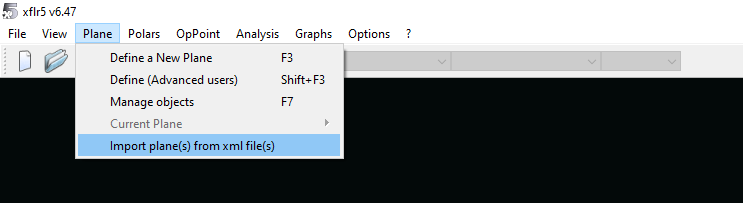 xflr5 v6.47
File View Plane Polars OpPoint Analysis Graphs Options ?
Define a New Plane F3
Define (Advanced users) Shift+F3
Manage objects F7
Current Plane
Import plane(s) from xml file(s)